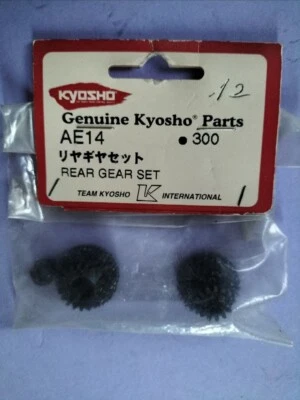 KYOSHO
.12
Genuine Kyosho® Parts
AE14 ●300
リヤギヤセット
REAR GEAR SET
TEAM KYOSHO K INTERNATIONAL